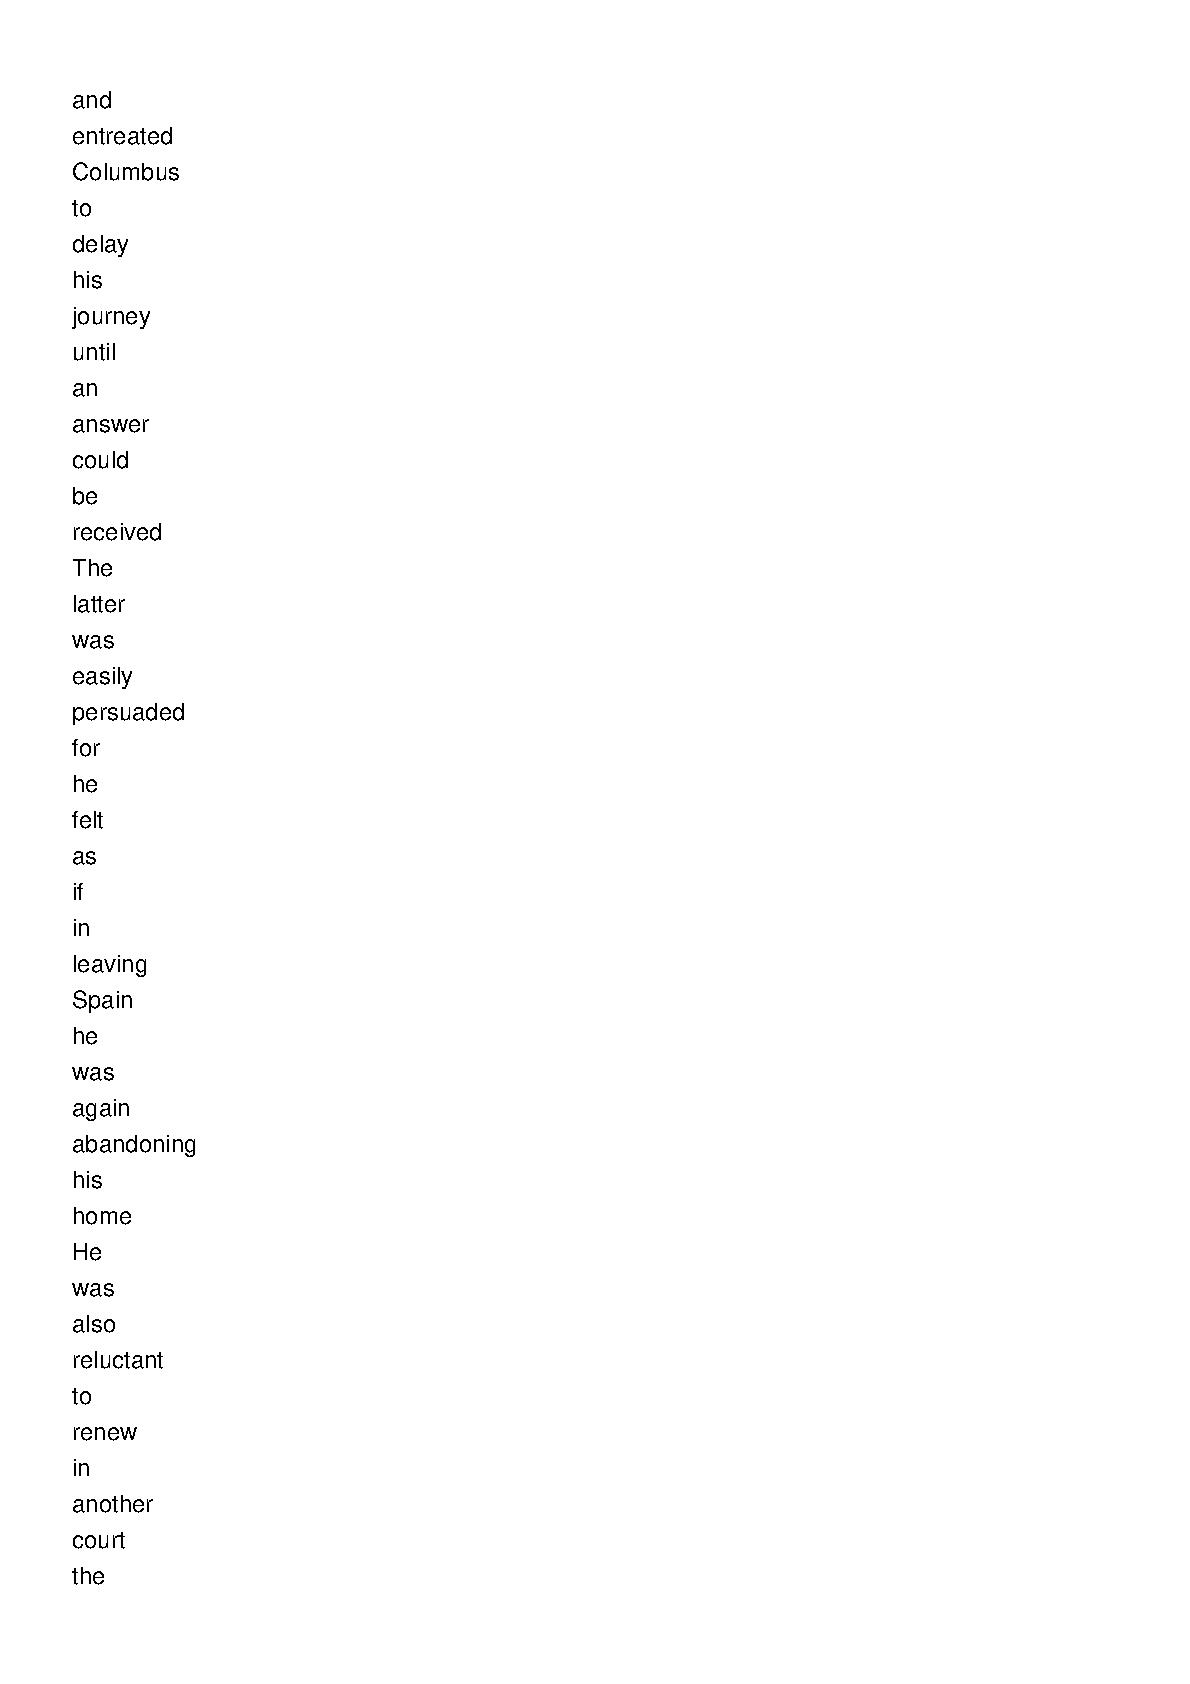 and
entreated
Columbus
to
delay
his
journey
until
an
answer
could
be
received
The
latter
was
easily
persuaded
for
he
felt
as
if
in
leaving
Spain
he
was
again
abandoning
his
home
He
was
also
reluctant
to
renew
in
another
court
the